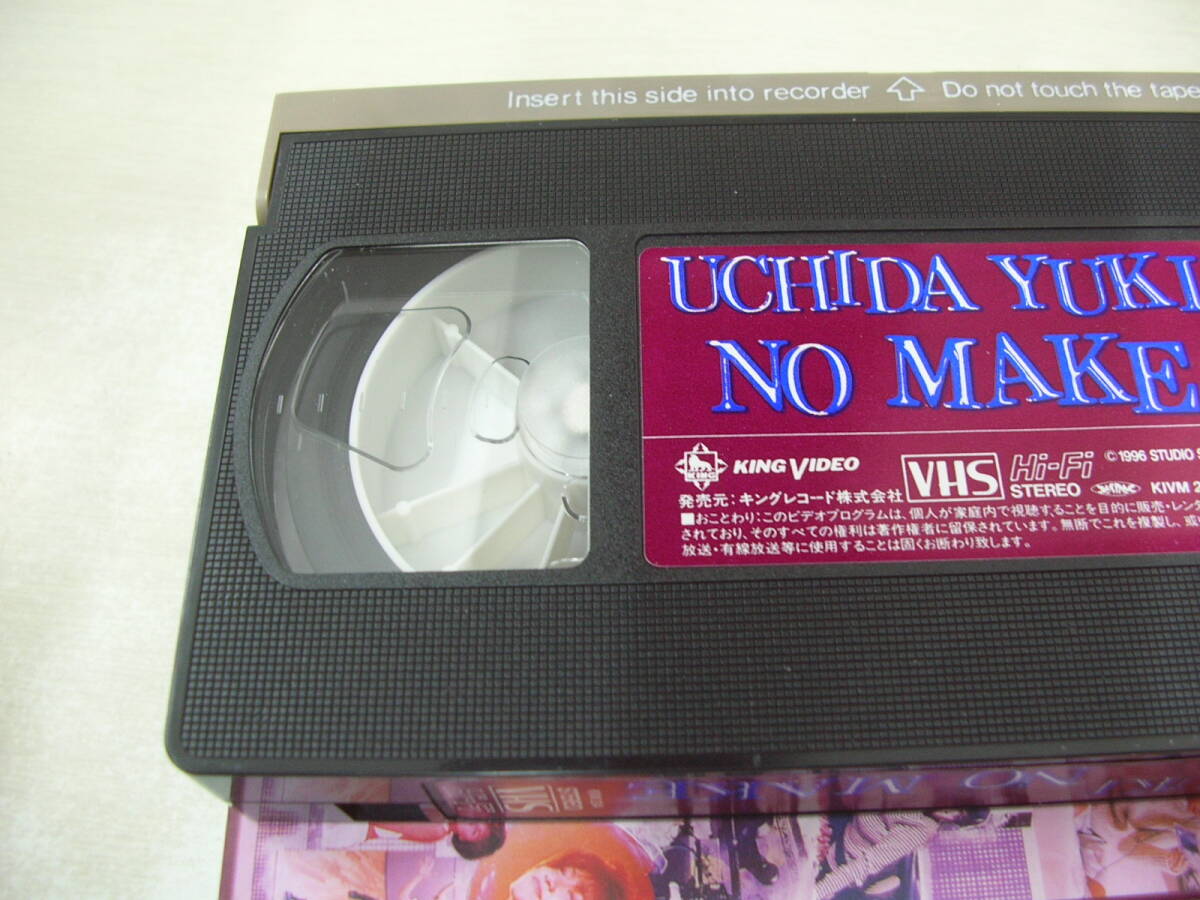 Insert this side into recorder ⇧ Do not touch the tape
UCHIDA YUKI
NO MAKE
KING
KING VIDEO
VHS
Hi-Fi
STEREO
©1996 STUDIO S
KIVM 2
発売元:キングレコード株式会社
■おことわり:このビデオプログラムは、個人が家庭内で視聴することを目的に販売・レン
されており、そのすべての権利は著作権者に留保されています。無断でこれを複製し、或
放送・有線放送等に使用することは固くお断わり致します。